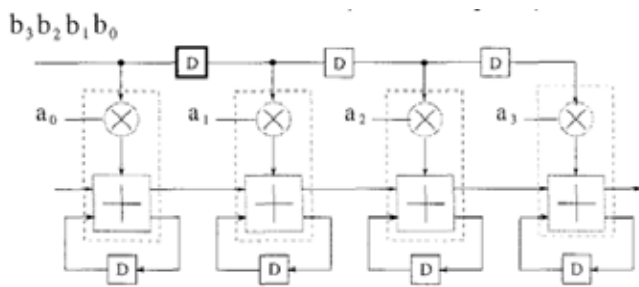 b₃b₂b₁b₀
D D D
a₀ a₁ a₂ a₃
D D D D